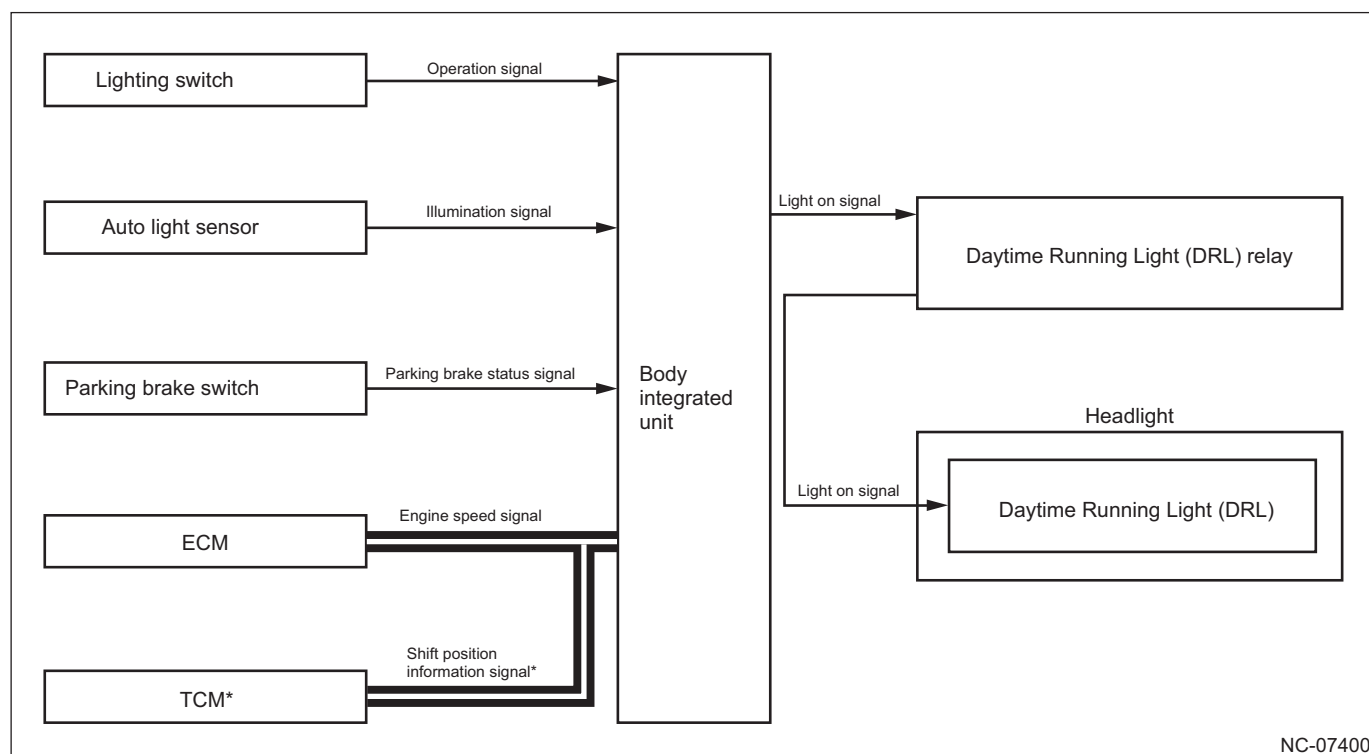 Lighting switch
Operation signal
Auto light sensor
Illumination signal
Light on signal
Daytime Running Light (DRL) relay
Parking brake switch
Parking brake status signal
Body
integrated
unit
Headlight
Light on signal
Daytime Running Light (DRL)
ECM
Engine speed signal
Shift position
information signal*
TCM*
NC-07400